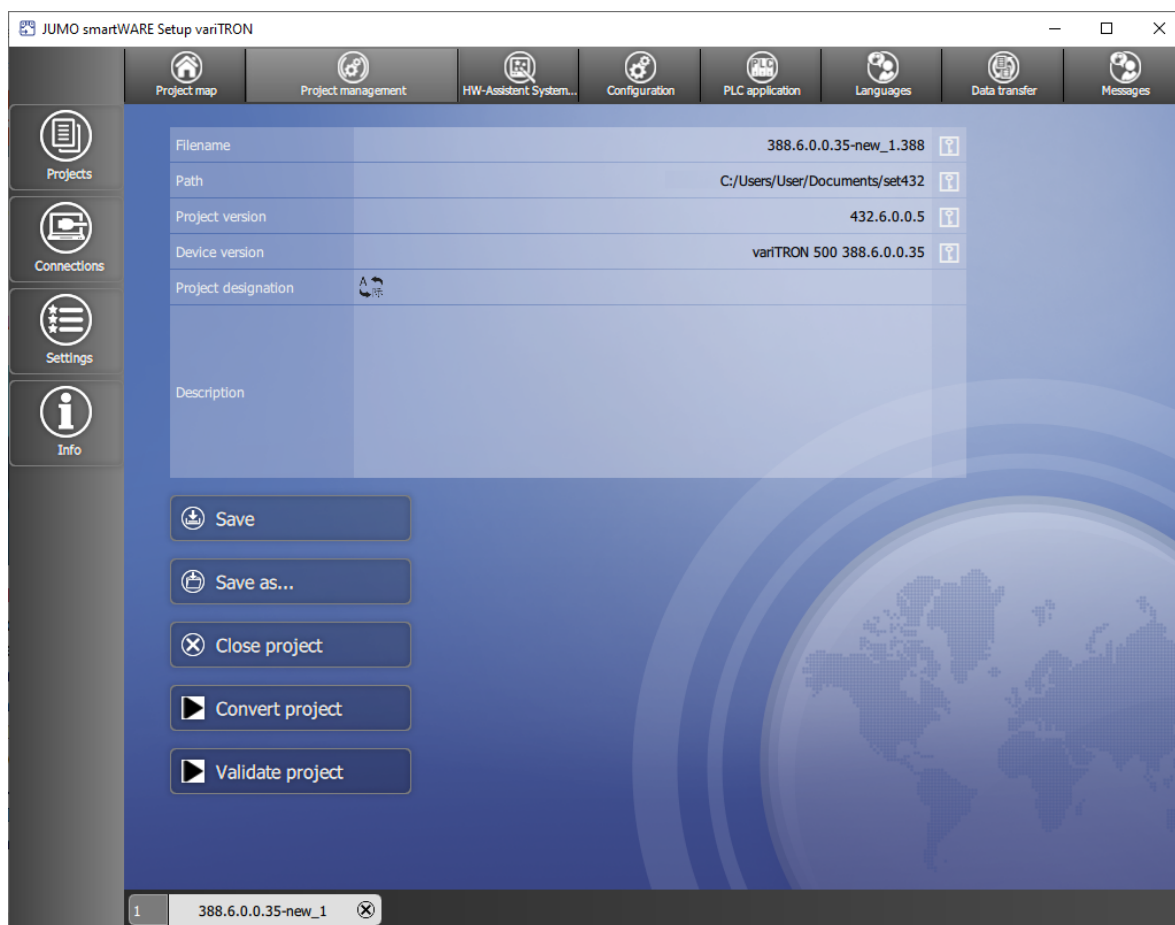 JUMO smartWARE Setup variTRON
Project map
Project management
HW-Assistent System...
Configuration
PLC application
Languages
Data transfer
Messages
Projects
Connections
Settings
Info
Filename 388.6.0.0.35-new_1.388
Path C:/Users/User/Documents/set432
Project version 432.6.0.0.5
Device version variTRON 500 388.6.0.0.35
Project designation
Description
Save
Save as...
Close project
Convert project
Validate project
1 388.6.0.0.35-new_1